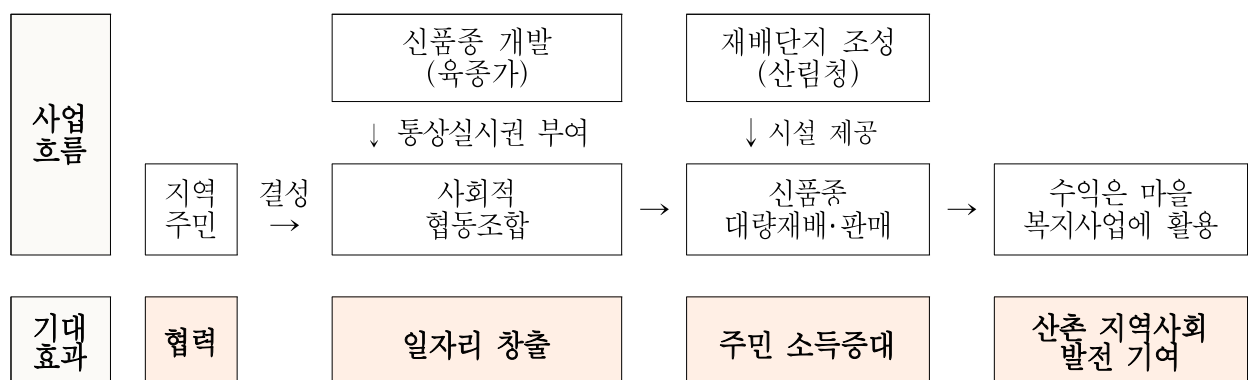 신품종 개발
(육종가)
재배단지 조성
(산림청)
사업
흐름
↓ 통상실시권 부여
↓시설 제공
지역
주민
결성
→
사회적
협동조합
→
신품종
대량재배·판매
→
수익은 마을
복지사업에 활용
기대
효과
협력
일자리 창출
주민 소득증대
산촌 지역사회
발전 기여